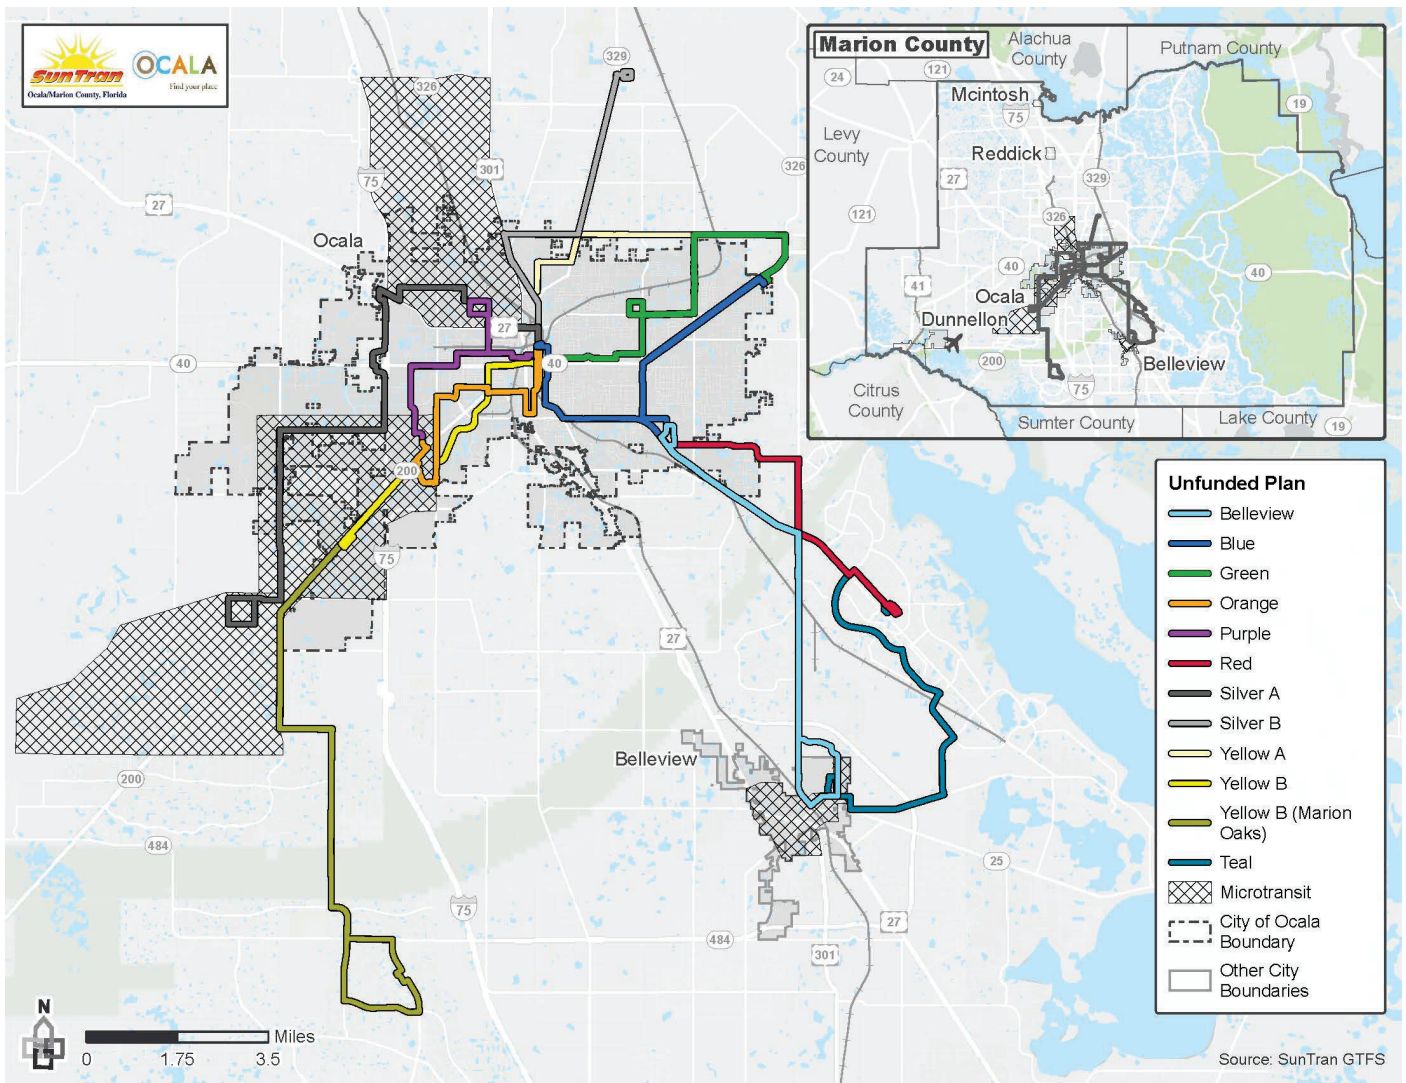 SunTran
Ocala/Marion County, Florida
OCALA
Find your place
326
329
301
75
27
326
Ocala
27
40
40
200
75
27
Belleview
200
484
25
75
484
27
301
N
Miles
0 1.75 3.5
Marion County
Alachua
County
Putnam County
24
121
Mcintosh
75
19
Levy
County
Reddick
27
329
121
326
40
40
41
Ocala
Dunnellon
200
Belleview
75
Citrus
County
Sumter County
Lake County
19
Unfunded Plan
Belleview
Blue
Green
Orange
Purple
Red
Silver A
Silver B
Yellow A
Yellow B
Yellow B (Marion
Oaks)
Teal
Microtransit
City of Ocala
Boundary
Other City
Boundaries
Source: SunTran GTFS